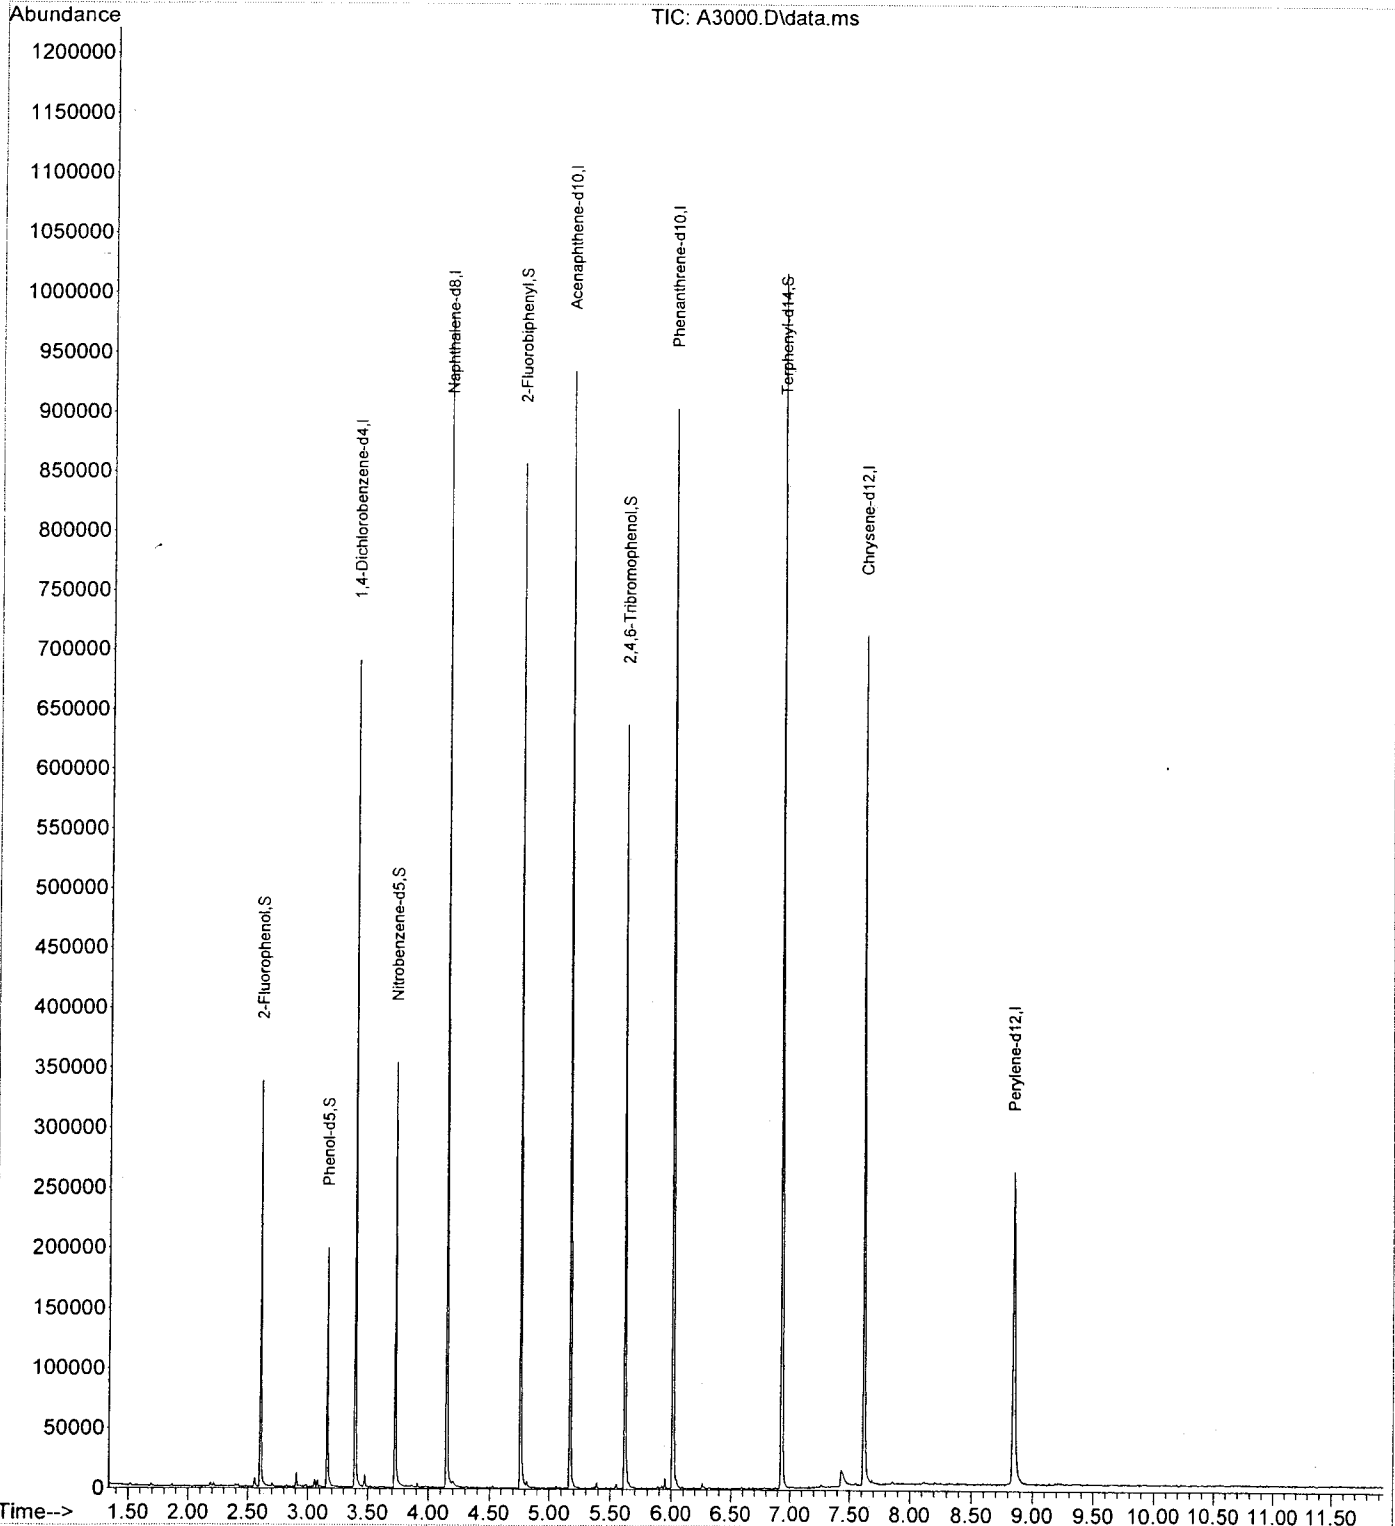 Abundance
TIC: A3000.D\data.ms
1200000
1150000
1100000
1050000
1000000
950000
900000
850000
800000
750000
700000
650000
600000
550000
500000
450000
400000
350000
300000
250000
200000
150000
100000
50000
0
2-Fluorophenol,S
Phenol-d5,S
1,4-Dichlorobenzene-d4,I
Nitrobenzene-d5,S
Naphthalene-d8,I
2-Fluorobiphenyl,S
Acenaphthene-d10,I
2,4,6-Tribromophenol,S
Phenanthrene-d10,I
Terphenyl-d14,S
Chrysene-d12,I
Perylene-d12,I
Time--> 1.50 2.00 2.50 3.00 3.50 4.00 4.50 5.00 5.50 6.00 6.50 7.00 7.50 8.00 8.50 9.00 9.50 10.00 10.50 11.00 11.50